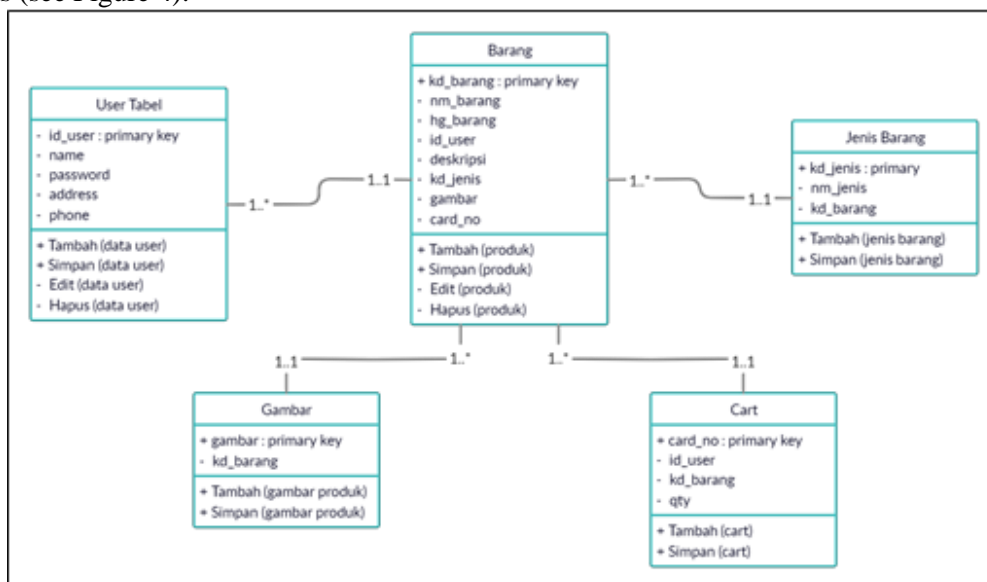 s (see Figure 4).
Barang
+ kd_barang : primary key
- nm_barang
- hg_barang
- id_user
- deskripsi
- kd_jenis
- gambar
- card_no
+ Tambah (produk)
+ Simpan (produk)
- Edit (produk)
- Hapus (produk)
User Tabel
- id_user : primary key
- name
- password
- address
- phone
+ Tambah (data user)
+ Simpan (data user)
- Edit (data user)
- Hapus (data user)
Jenis Barang
+ kd_jenis : primary
- nm_jenis
- kd_barang
+ Tambah (jenis barang)
+ Simpan (jenis barang)
1..*
1..1
1..*
1..1
1..1
1..*
1..*
1..1
Gambar
+ gambar : primary key
- kd_barang
+ Tambah (gambar produk)
+ Simpan (gambar produk)
Cart
+ card_no : primary key
- id_user
- kd_barang
- qty
+ Tambah (cart)
+ Simpan (cart)